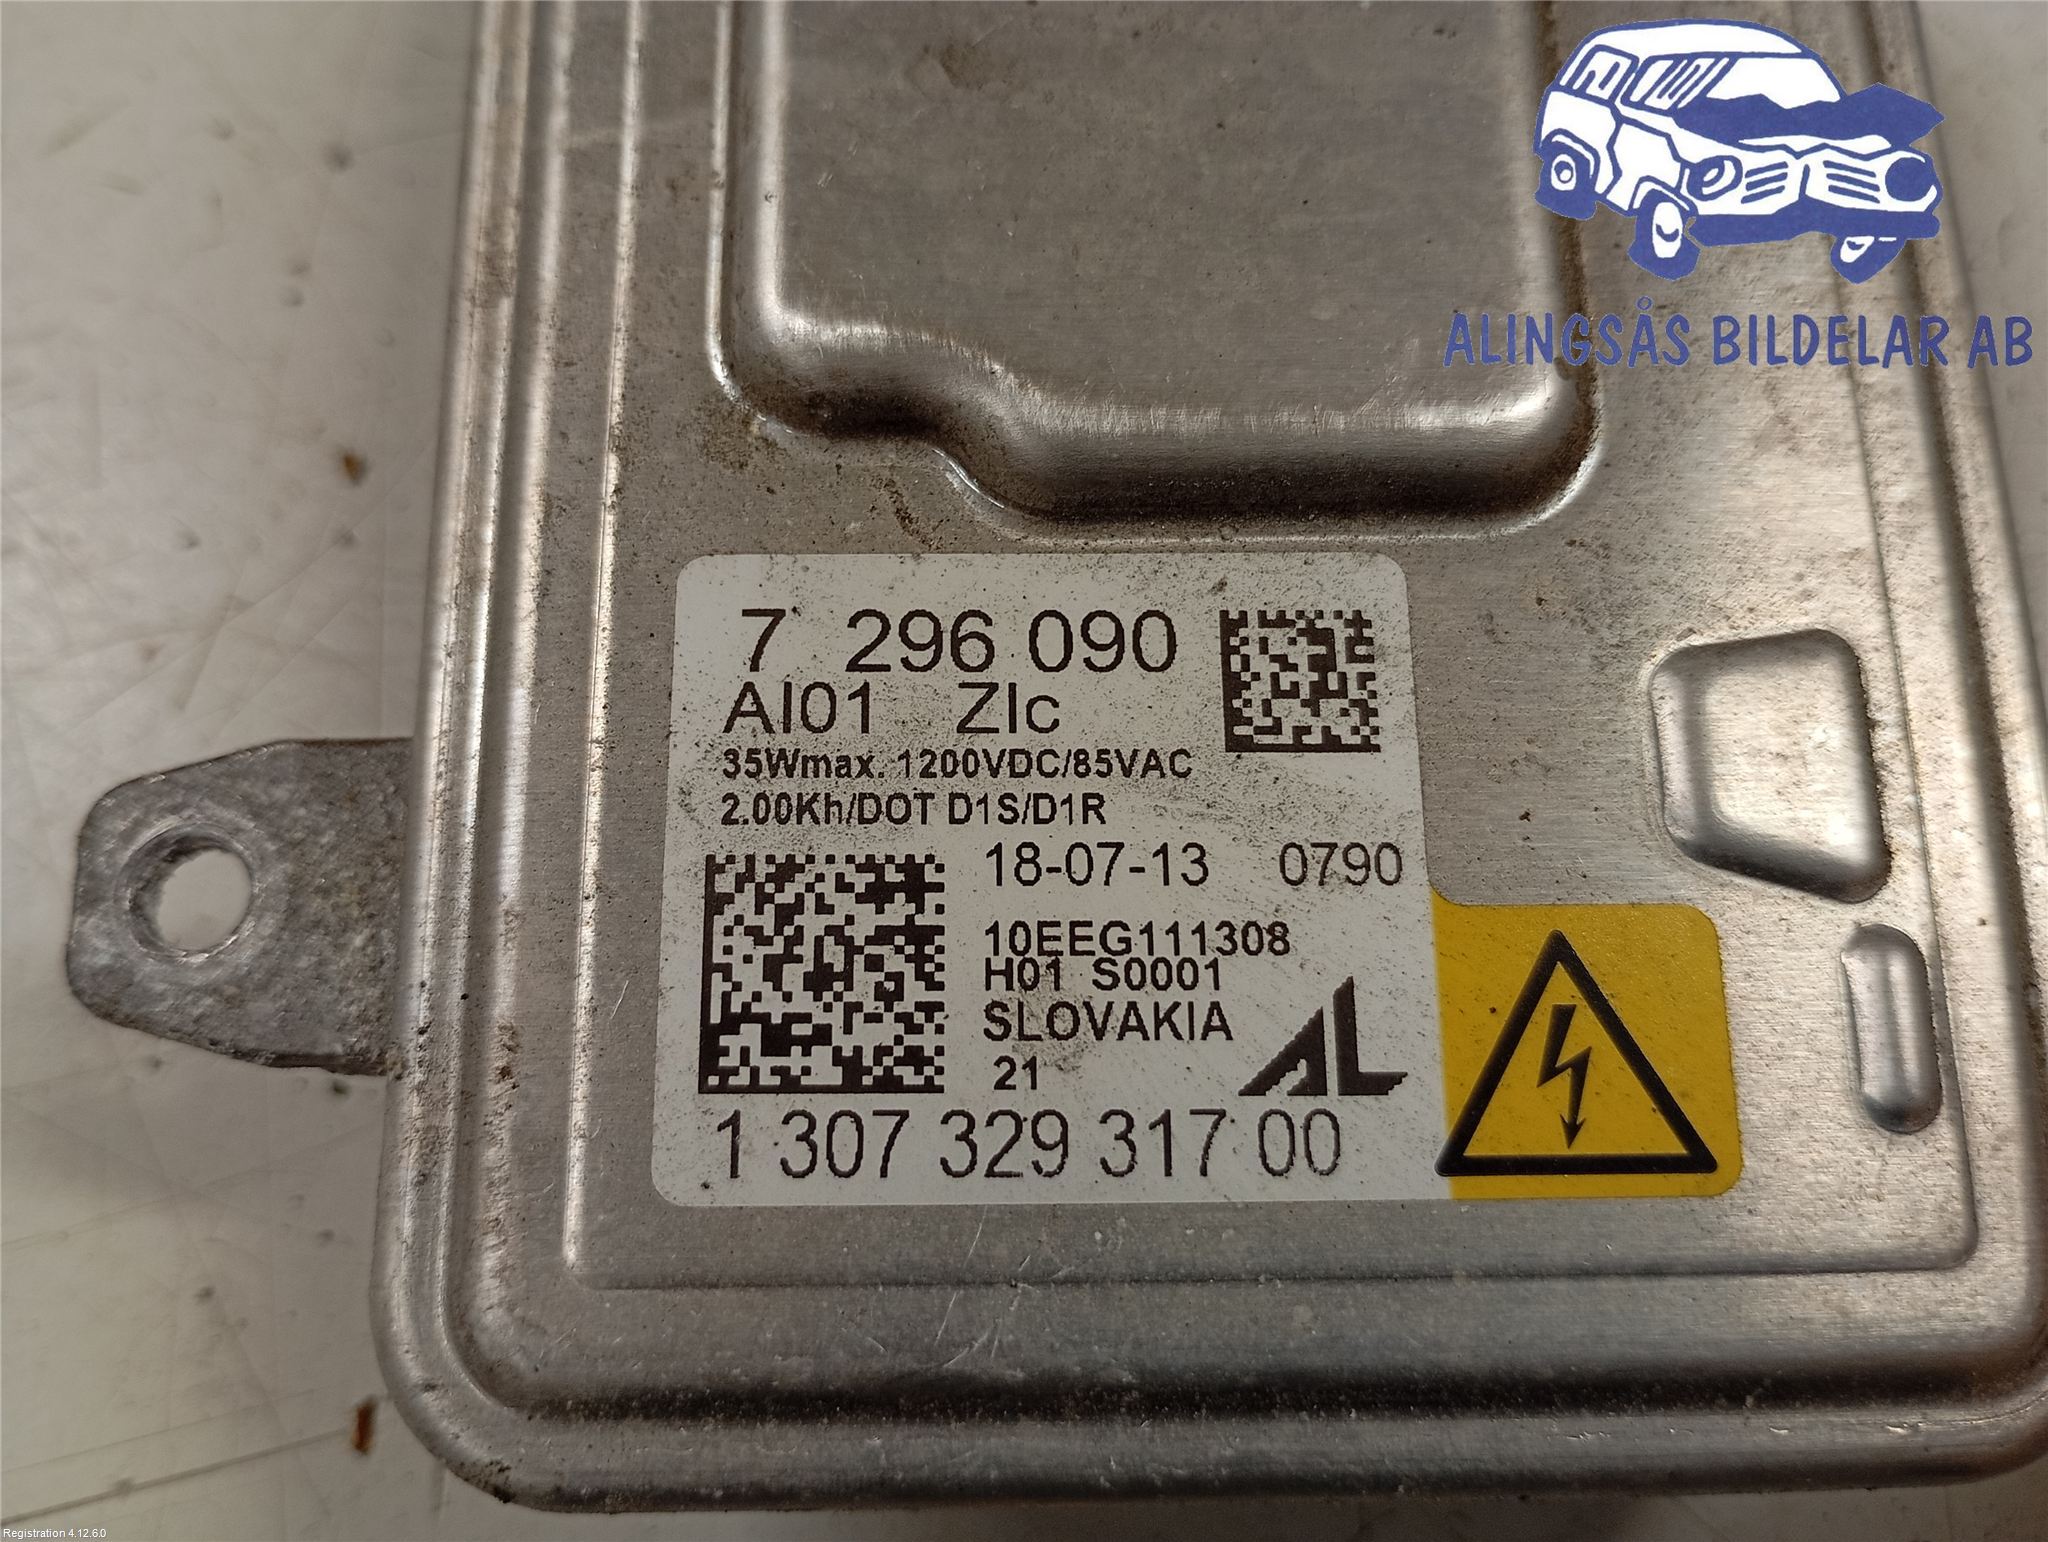 ALINGSÅS BILDELAR AB
7 296 090
AI01 ZIc
35Wmax. 1200VDC/85VAC
2.00Kh/DOT D1S/D1R
18-07-13 0790
10EEG111308
H01 S0001
SLOVAKIA
21
AL
1 307 329 317 00
Registration 4.12.6.0